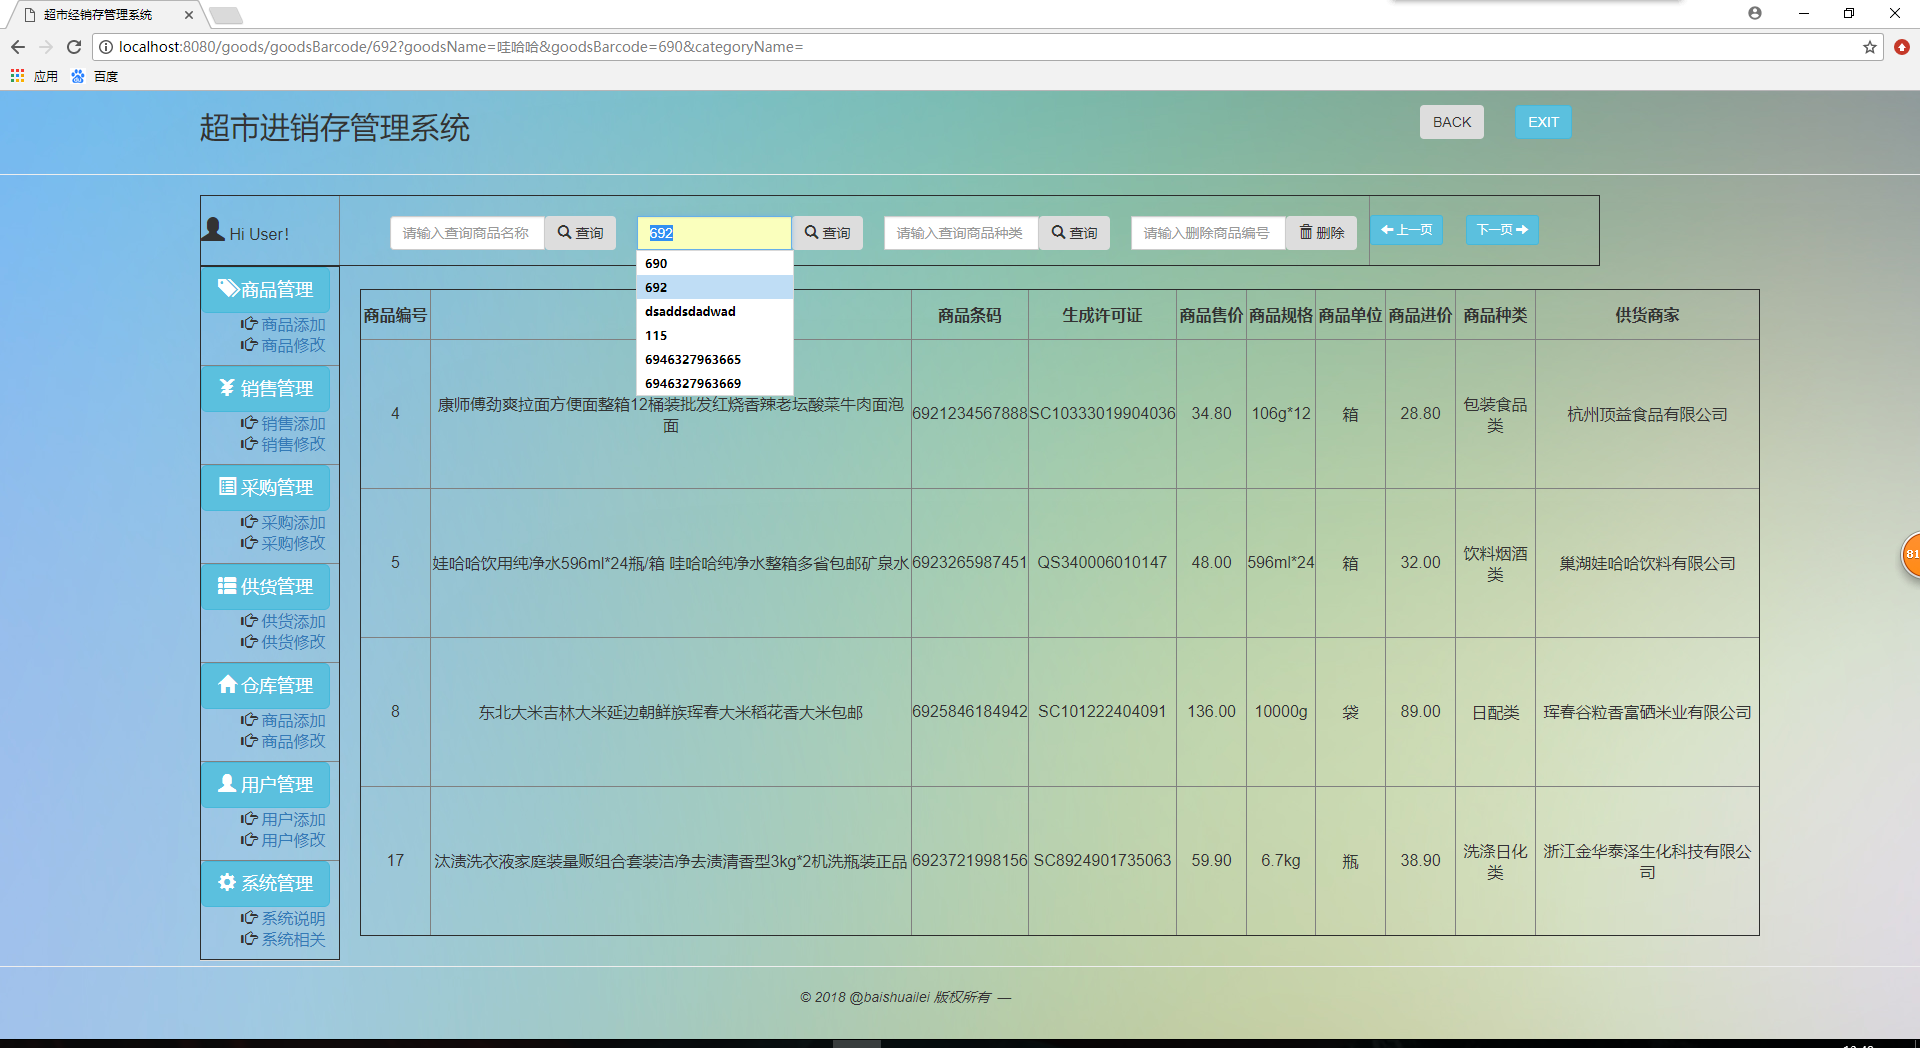 超市经销存管理系统
localhost:8080/goods/goodsBarcode/692?goodsName=哇哈哈&goodsBarcode=690&categoryName=
应用 百度
超市进销存管理系统
BACK EXIT
Hi User!
请输入查询商品名称 查询 692 查询 请输入查询商品种类 查询 请输入删除商品编号 删除 上一页 下一页
690
692
dsaddsdadwad
115
6946327963665
6946327963669
商品管理
商品添加
商品修改
销售管理
销售添加
销售修改
采购管理
采购添加
采购修改
供货管理
供货添加
供货修改
仓库管理
商品添加
商品修改
用户管理
用户添加
用户修改
系统管理
系统说明
系统相关
商品编号 商品条码 生成许可证 商品售价 商品规格 商品单位 商品进价 商品种类 供货商家
4 康师傅劲爽拉面方便面整箱12桶装批发红烧香辣老坛酸菜牛肉面泡面 6921234567888 SC10333019904036 34.80 106g*12 箱 28.80 包装食品类 杭州顶益食品有限公司
5 娃哈哈饮用纯净水596ml*24瓶/箱 哇哈哈纯净水整箱多省包邮矿泉水 6923265987451 QS340006010147 48.00 596ml*24 箱 32.00 饮料烟酒类 巢湖娃哈哈饮料有限公司
8 东北大米吉林大米延边朝鲜族珲春大米稻花香大米包邮 6925846184942 SC101222404091 136.00 10000g 袋 89.00 日配类 珲春谷粒香富硒米业有限公司
17 汰渍洗衣液家庭装量贩组合套装洁净去渍清香型3kg*2机洗瓶装正品 6923721998156 SC8924901735063 59.90 6.7kg 瓶 38.90 洗涤日化类 浙江金华泰泽生化科技有限公司
81
© 2018 @baishuailei 版权所有 —